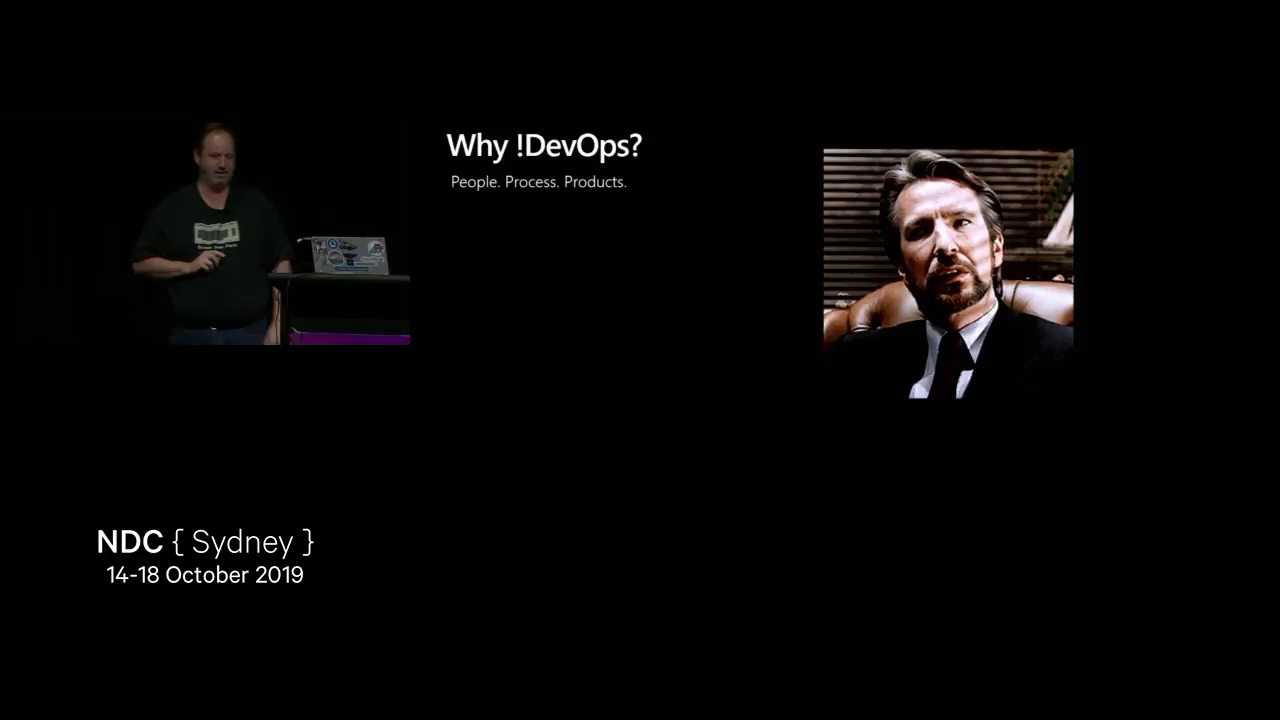 Why !DevOps?
People. Process. Products.
NDC { Sydney }
14-18 October 2019